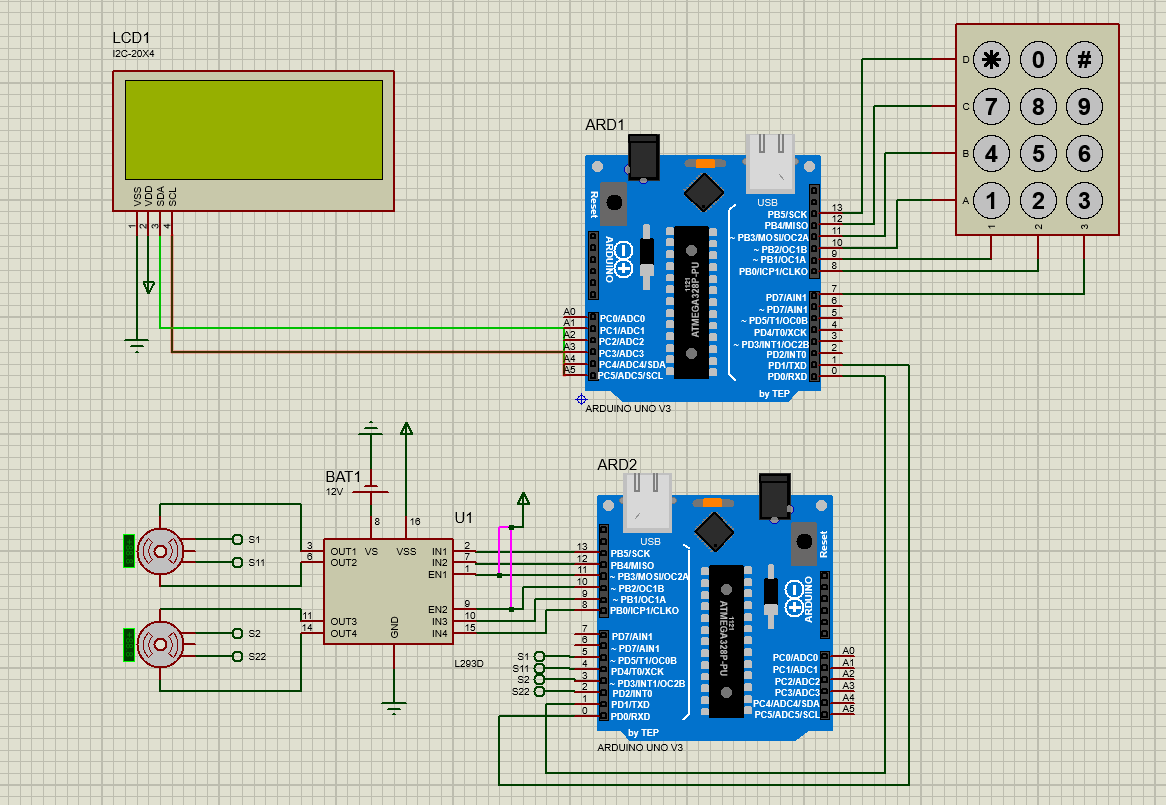 LCD1
I2C-20X4
VSS
VDD
SDA
SCL
1
2
3
4
ARD1
Reset
USB
ARDUINO
1121
ATMEGA328P-PU
PB5/SCK 13
PB4/MISO 12
~ PB3/MOSI/OC2A 11
~ PB2/OC1B 10
~ PB1/OC1A 9
PB0/ICP1/CLKO 8
PD7/AIN1 7
~ PD7/AIN1 6
~ PD5/T1/OC0B 5
PD4/T0/XCK 4
~ PD3/INT1/OC2B 3
PD2/INT0 2
PD1/TXD 1
PD0/RXD 0
A0 PC0/ADC0
A1 PC1/ADC1
A2 PC2/ADC2
A3 PC3/ADC3
A4 PC4/ADC4/SDA
A5 PC5/ADC5/SCL
by TEP
ARDUINO UNO V3
D * 0 #
C 7 8 9
B 4 5 6
A 1 2 3
1 2 3
BAT1
12V
8
16
U1
3 OUT1
6 OUT2
VS
VSS
IN1 2
IN2 7
EN1 1
EN2 9
IN3 10
IN4 15
11 OUT3
14 OUT4
GND
L293D
S1
S11
S2
S22
ARD2
USB
Reset
ARDUINO
1121
ATMEGA328P-PU
13 PB5/SCK
12 PB4/MISO
11 ~ PB3/MOSI/OC2A
10 ~ PB2/OC1B
9 ~ PB1/OC1A
8 PB0/ICP1/CLKO
7 PD7/AIN1
6 ~ PD7/AIN1
S1 5 ~ PD5/T1/OC0B
S11 4 PD4/T0/XCK
S2 3 ~ PD3/INT1/OC2B
S22 2 PD2/INT0
1 PD1/TXD
0 PD0/RXD
PC0/ADC0 A0
PC1/ADC1 A1
PC2/ADC2 A2
PC3/ADC3 A3
PC4/ADC4/SDA A4
PC5/ADC5/SCL A5
by TEP
ARDUINO UNO V3